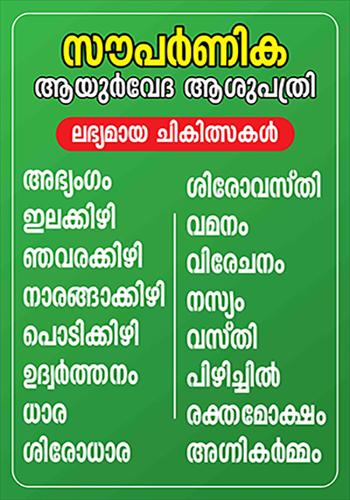 സൗപർണിക
ആയുർവേദ ആശുപത്രി
ലഭ്യമായ ചികിത്സകൾ
അഭ്യംഗം
ഇലക്കിഴി
ഞവരക്കിഴി
നാരങ്ങാക്കിഴി
പൊടിക്കിഴി
ഉദ്വർത്തനം
ധാര
ശിരോധാര
ശിരോവസ്തി
വമനം
വിരേചനം
നസ്യം
വസ്തി
പിഴിച്ചിൽ
രക്തമോക്ഷം
അഗ്നികർമ്മം